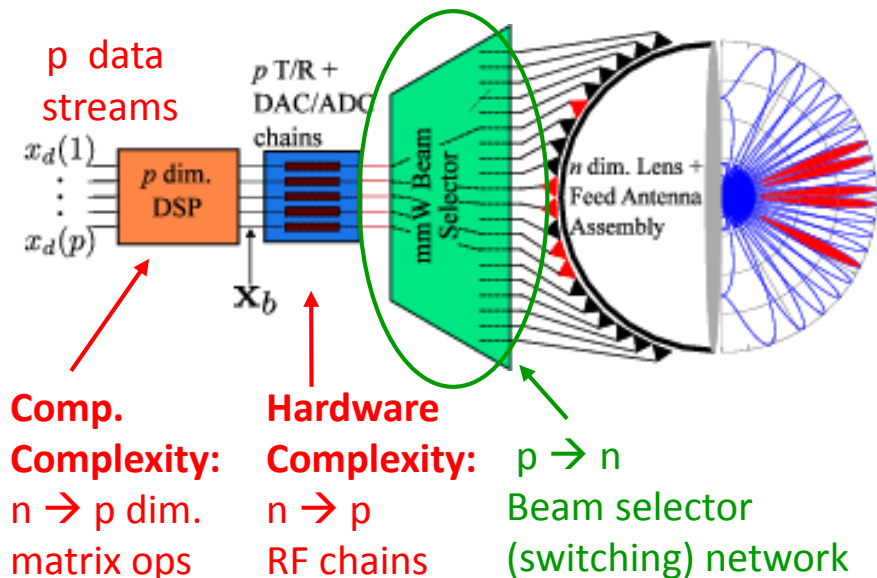 p data
streams
p T/R +
DAC/ADC
chains
x_d(1)
x_d(p)
p dim.
DSP
x_b
mmW Beam
Selector
n dim. Lens +
Feed Antenna
Assembly
Comp.
Complexity:
n → p dim.
matrix ops
Hardware
Complexity:
n → p
RF chains
p → n
Beam selector
(switching) network